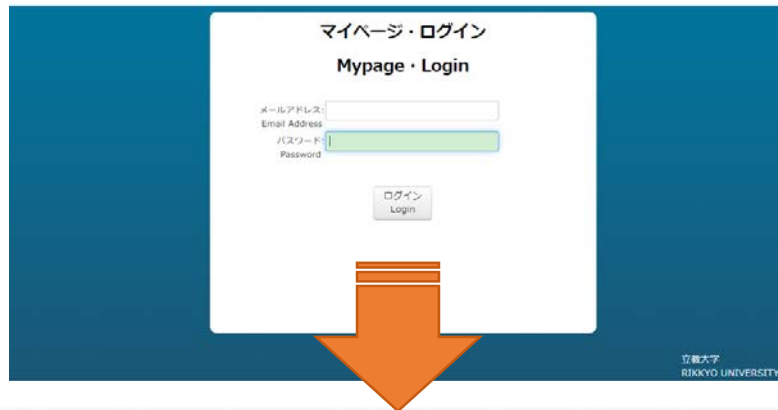 マイページ・ログイン
Mypage・Login
メールアドレス:
Email Address
パスワード:
Password
ログイン
Login
立教大学
RIKKYO UNIVERSITY